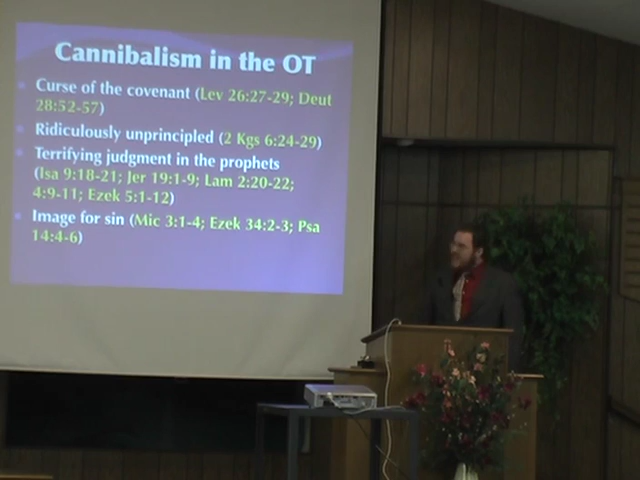 Cannibalism in the OT
Curse of the covenant (Lev 26:27-29; Deut
28:52-57)
Ridiculously unprincipled (2 Kgs 6:24-29)
Terrifying judgment in the prophets
(Isa 9:18-21; Jer 19:1-9; Lam 2:20-22;
4:9-11; Ezek 5:1-12)
Image for sin (Mic 3:1-4; Ezek 34:2-3; Psa
14:4-6)